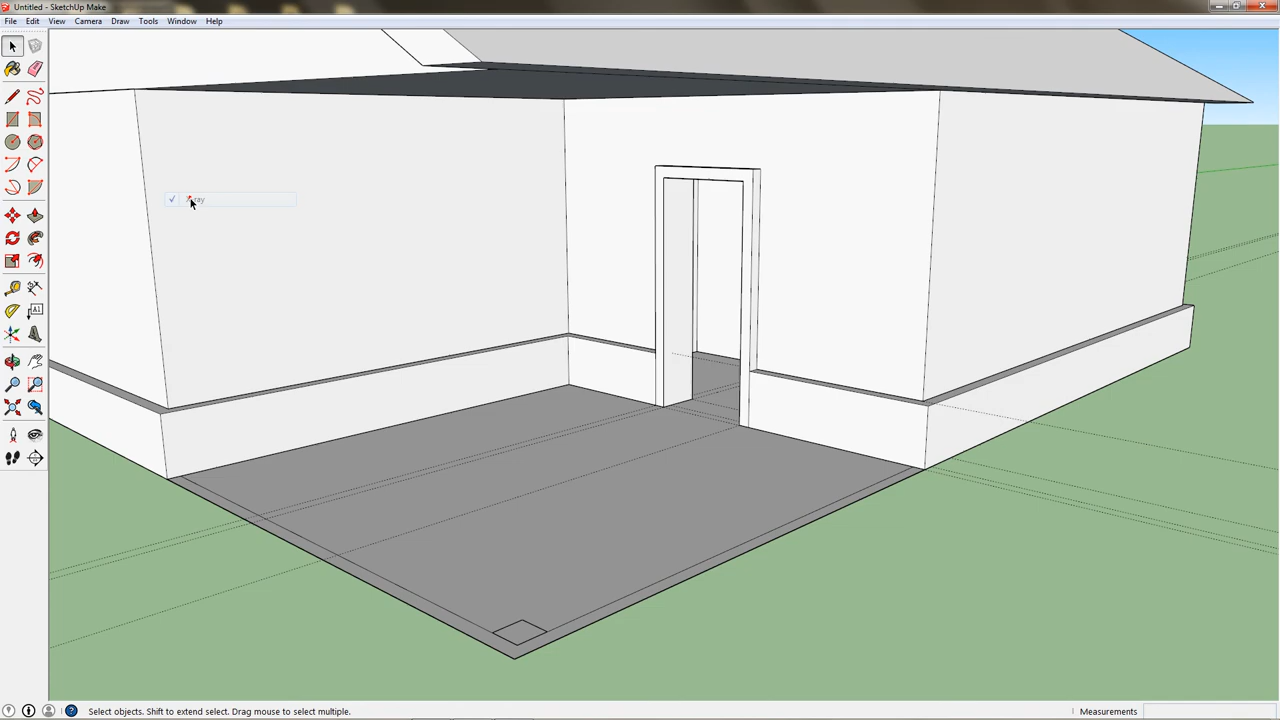 Untitled - SketchUp Make
File Edit View Camera Draw Tools Window Help
A1
Select objects. Shift to extend select. Drag mouse to select multiple.
Measurements